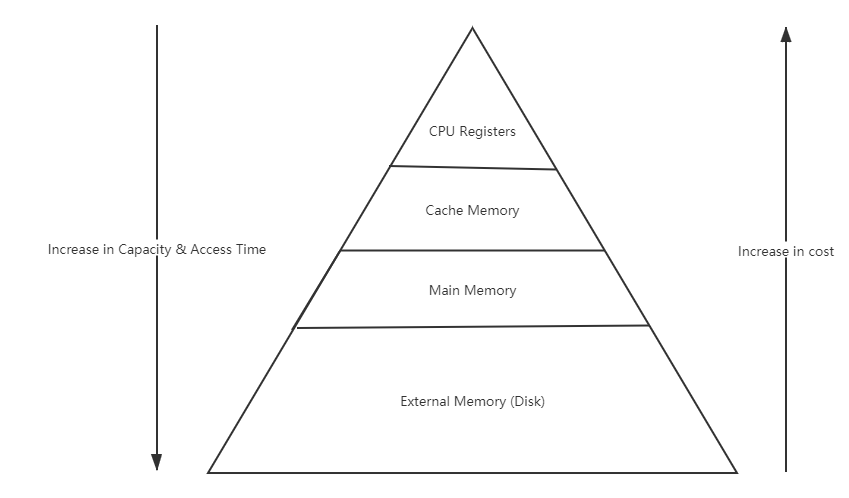 CPU Registers
Cache Memory
Increase in Capacity & Access Time
Increase in cost
Main Memory
External Memory (Disk)